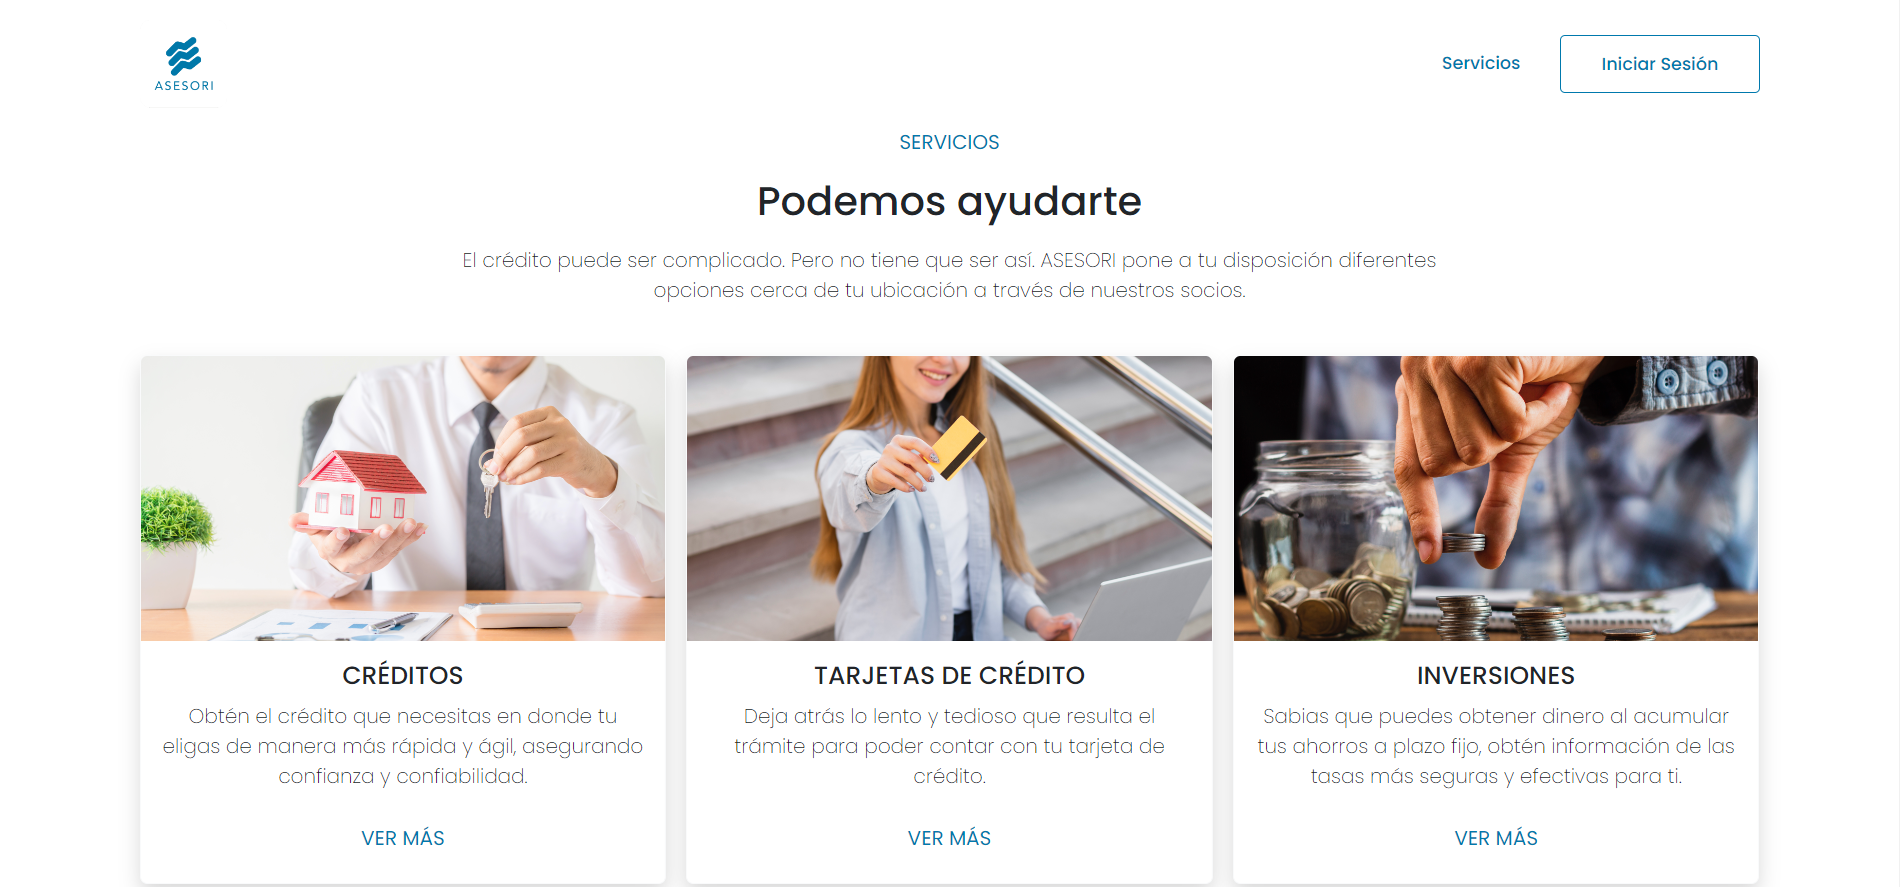 ASESORI
Servicios
Iniciar Sesión
SERVICIOS
Podemos ayudarte
El crédito puede ser complicado. Pero no tiene que ser así. ASESORI pone a tu disposición diferentes
opciones cerca de tu ubicación a través de nuestros socios.
CRÉDITOS
Obtén el crédito que necesitas en donde tu
eligas de manera más rápida y ágil, asegurando
confianza y confiabilidad.
VER MÁS
TARJETAS DE CRÉDITO
Deja atrás lo lento y tedioso que resulta el
trámite para poder contar con tu tarjeta de
crédito.
VER MÁS
INVERSIONES
Sabias que puedes obtener dinero al acumular
tus ahorros a plazo fijo, obtén información de las
tasas más seguras y efectivas para ti.
VER MÁS